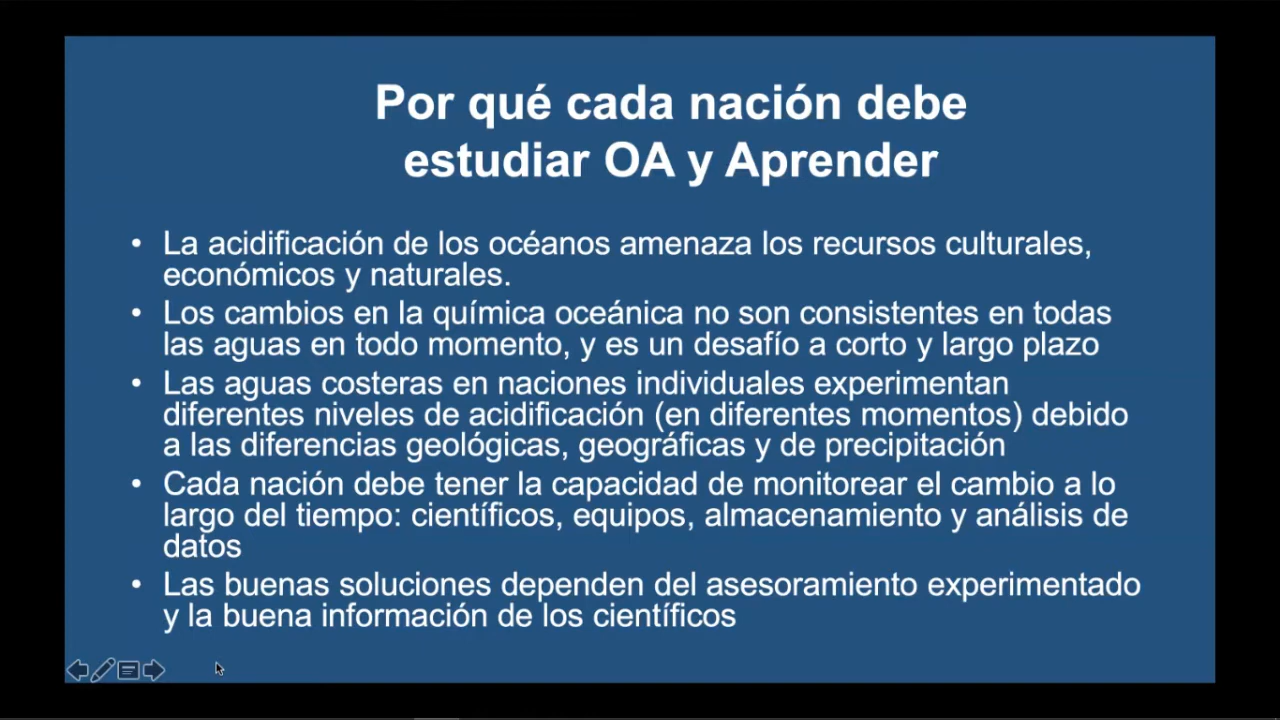 Por qué cada nación debe
estudiar OA y Aprender
• La acidificación de los océanos amenaza los recursos culturales,
económicos y naturales.
• Los cambios en la química oceánica no son consistentes en todas
las aguas en todo momento, y es un desafío a corto y largo plazo
• Las aguas costeras en naciones individuales experimentan
diferentes niveles de acidificación (en diferentes momentos) debido
a las diferencias geológicas, geográficas y de precipitación
• Cada nación debe tener la capacidad de monitorear el cambio a lo
largo del tiempo: científicos, equipos, almacenamiento y análisis de
datos
• Las buenas soluciones dependen del asesoramiento experimentado
y la buena información de los científicos